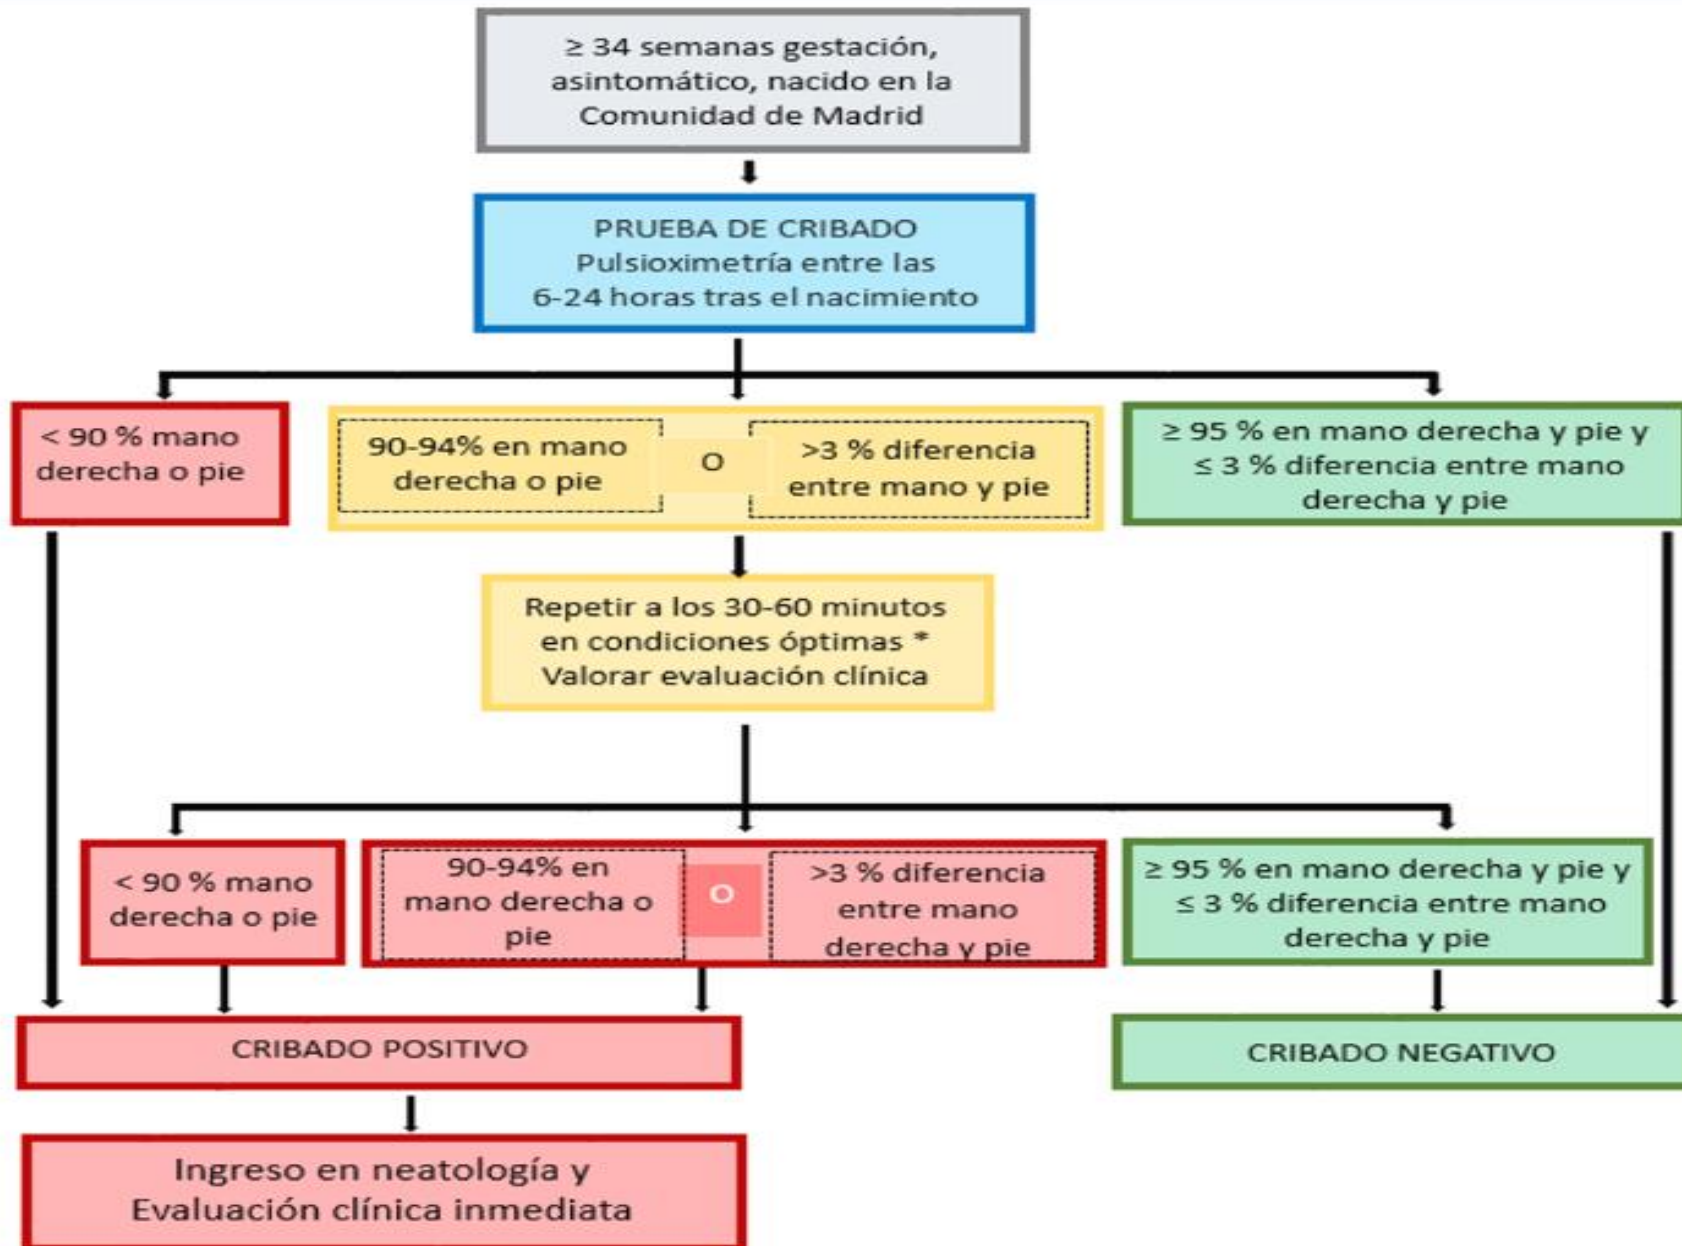 ≥ 34 semanas gestación,
asintomático, nacido en la
Comunidad de Madrid
PRUEBA DE CRIBADO
Pulsioximetría entre las
6-24 horas tras el nacimiento
< 90 % mano
derecha o pie
90-94% en mano
derecha o pie
O
>3 % diferencia
entre mano y pie
≥ 95 % en mano derecha y pie y
≤ 3 % diferencia entre mano
derecha y pie
Repetir a los 30-60 minutos
en condiciones óptimas *
Valorar evaluación clínica
< 90 % mano
derecha o pie
90-94% en
mano derecha o
pie
O
>3 % diferencia
entre mano
derecha y pie
≥ 95 % en mano derecha y pie y
≤ 3 % diferencia entre mano
derecha y pie
CRIBADO POSITIVO
CRIBADO NEGATIVO
Ingreso en neatología y
Evaluación clínica inmediata